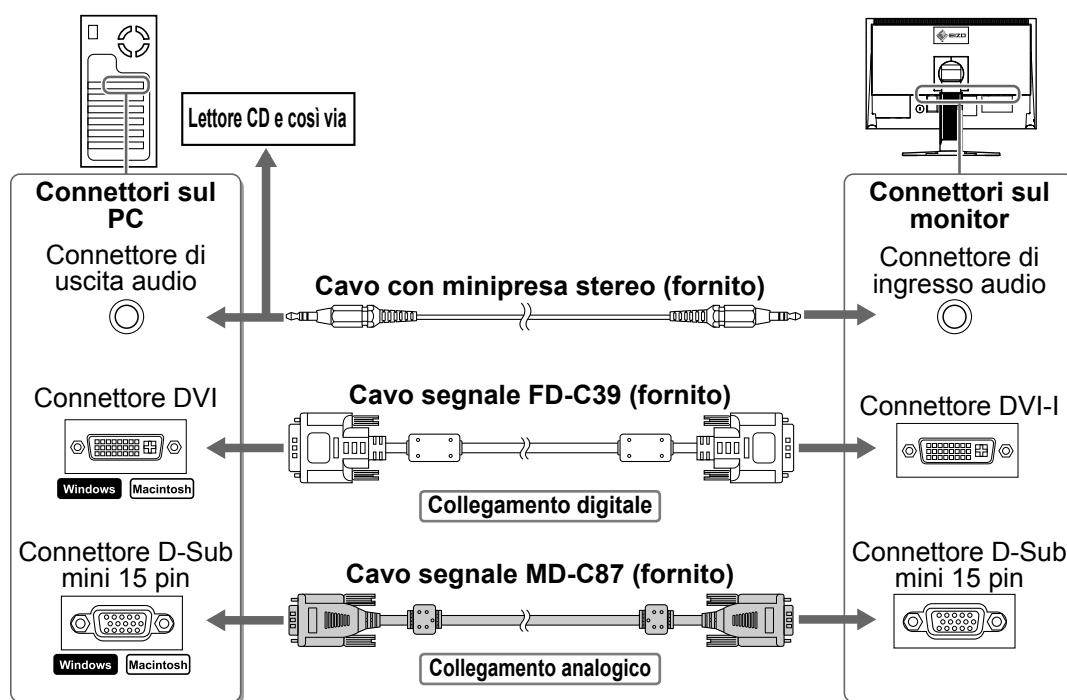 EIZO
Lettore CD e così via
Connettori sul
PC
Connettori sul
monitor
Connettore di
uscita audio
Cavo con minipresa stereo (fornito)
Connettore di
ingresso audio
Connettore DVI
Windows
Macintosh
Cavo segnale FD-C39 (fornito)
Collegamento digitale
Connettore DVI-I
Connettore D-Sub
mini 15 pin
Windows
Macintosh
Cavo segnale MD-C87 (fornito)
Collegamento analogico
Connettore D-Sub
mini 15 pin